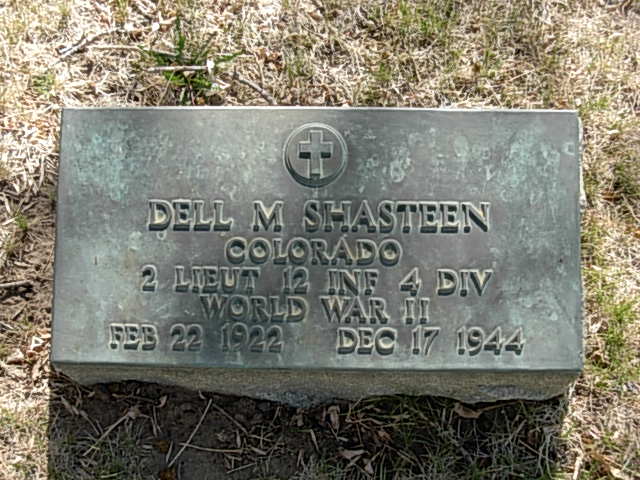 DELL M SHASTEEN
COLORADO
2 LIEUT 12 INF 4 DIV
WORLD WAR II
FEB 22 1922 DEC 17 1944